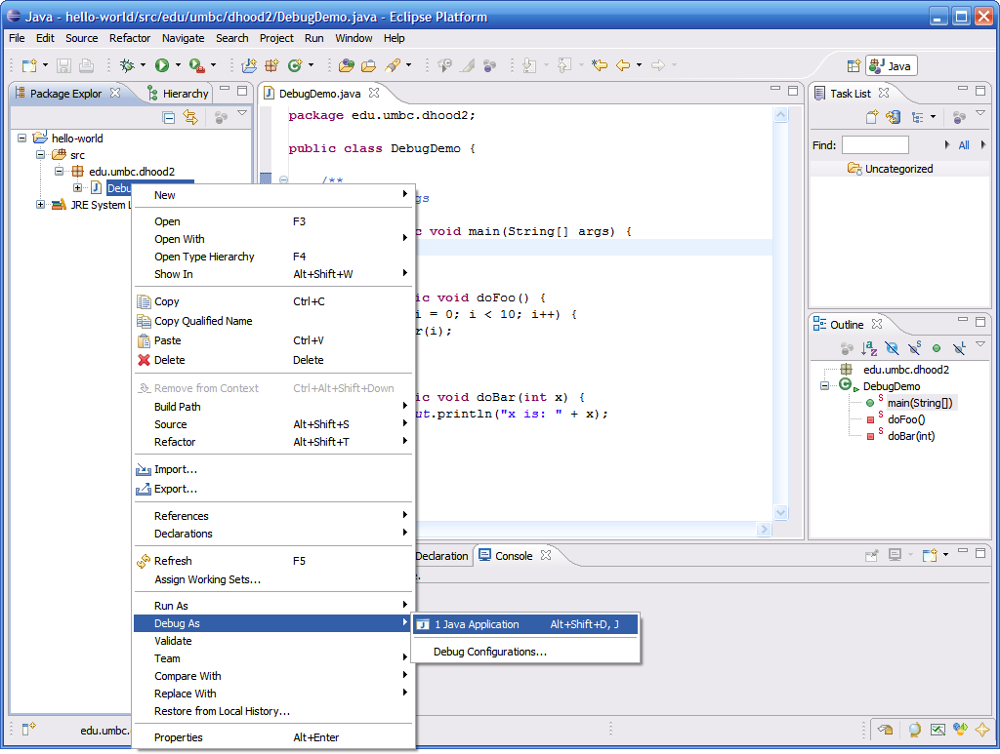 Java - hello-world/src/edu/umbc/dhood2/DebugDemo.java - Eclipse Platform
File Edit Source Refactor Navigate Search Project Run Window Help
Java
Package Explor
Hierarchy
hello-world
src
edu.umbc.dhood2
JRE System L
DebugDemo.java
package edu.umbc.dhood2;
public class DebugDemo {
/**
gs
c void main(String[] args) {
ic void doFoo() {
i = 0; i < 10; i++) {
r(i);
ic void doBar(int x) {
ut.println("x is: " + x);
Task List
Find:
All
Uncategorized
Outline
edu.umbc.dhood2
DebugDemo
main(String[])
doFoo()
doBar(int)
New
Open F3
Open With
Open Type Hierarchy F4
Show In Alt+Shift+W
Copy Ctrl+C
Copy Qualified Name
Paste Ctrl+V
Delete Delete
Remove from Context Ctrl+Alt+Shift+Down
Build Path
Source Alt+Shift+S
Refactor Alt+Shift+T
Import...
Export...
References
Declarations
Refresh F5
Assign Working Sets...
Run As
Debug As
Validate
Team
Compare With
Replace With
Restore from Local History...
Properties Alt+Enter
1 Java Application Alt+Shift+D, J
Debug Configurations...
Declaration
Console
edu.umbc.